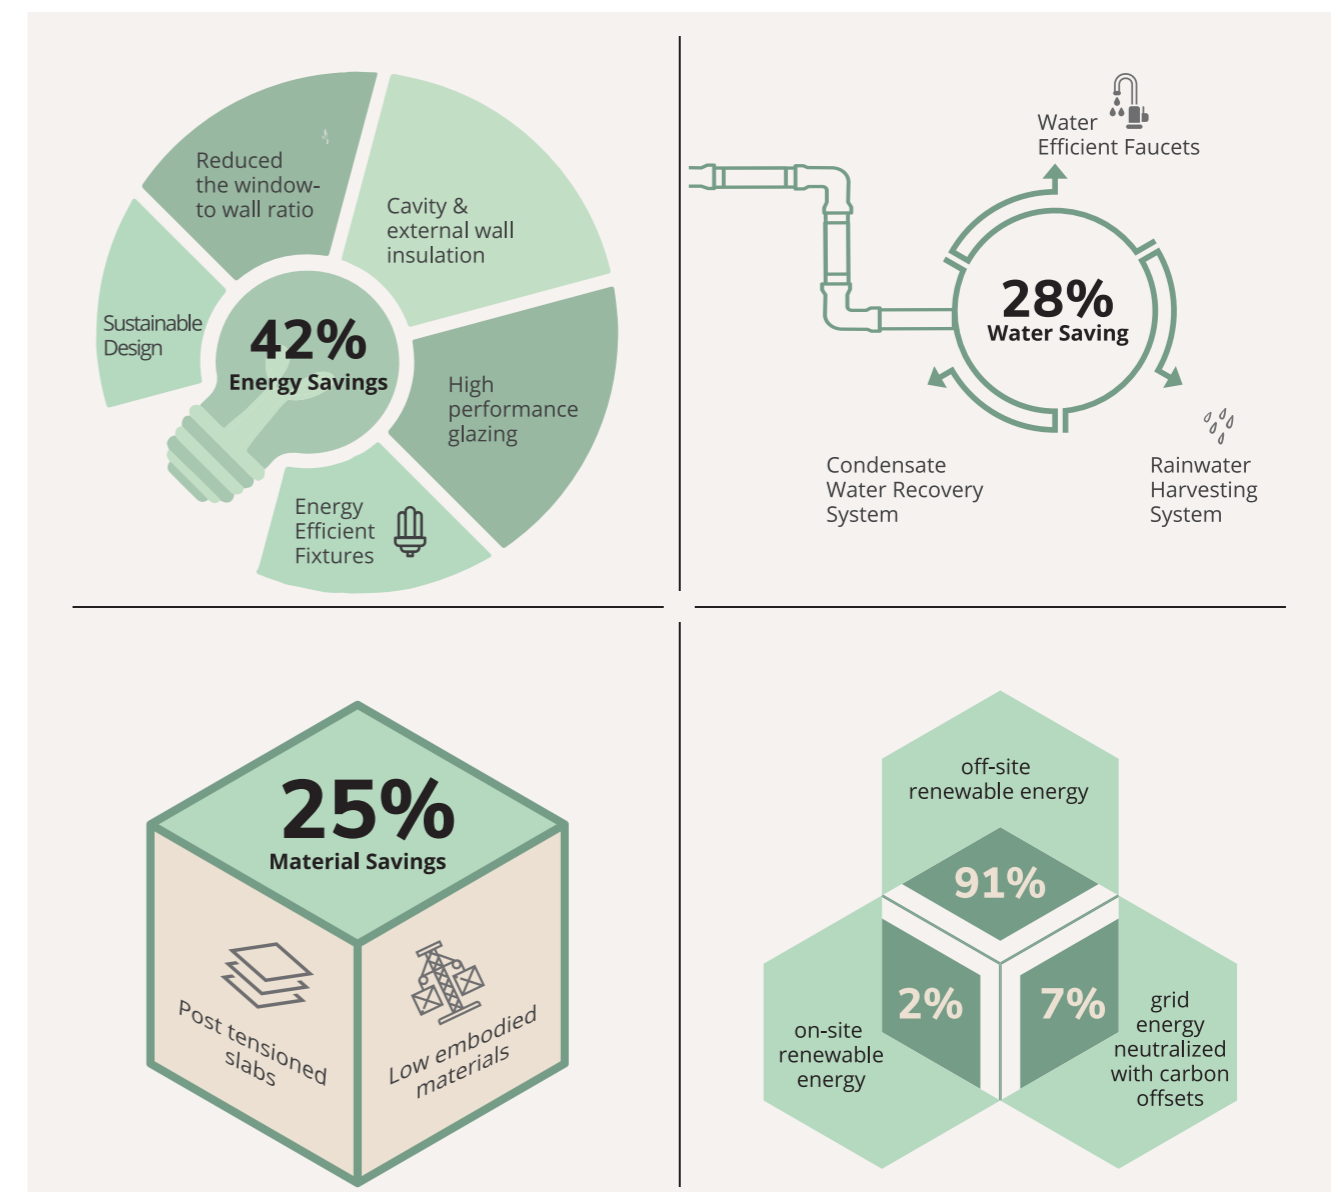 Reduced
the window-
to wall ratio
Cavity &
external wall
insulation
Sustainable
Design
42%
Energy Savings
High
performance
glazing
Energy
Efficient
Fixtures
Water
Efficient Faucets
28%
Water Saving
Condensate
Water Recovery
System
Rainwater
Harvesting
System
25%
Material Savings
Post tensioned
slabs
Low embodied
materials
off-site
renewable energy
91%
2%
on-site
renewable
energy
7%
grid
energy
neutralized
with carbon
offsets